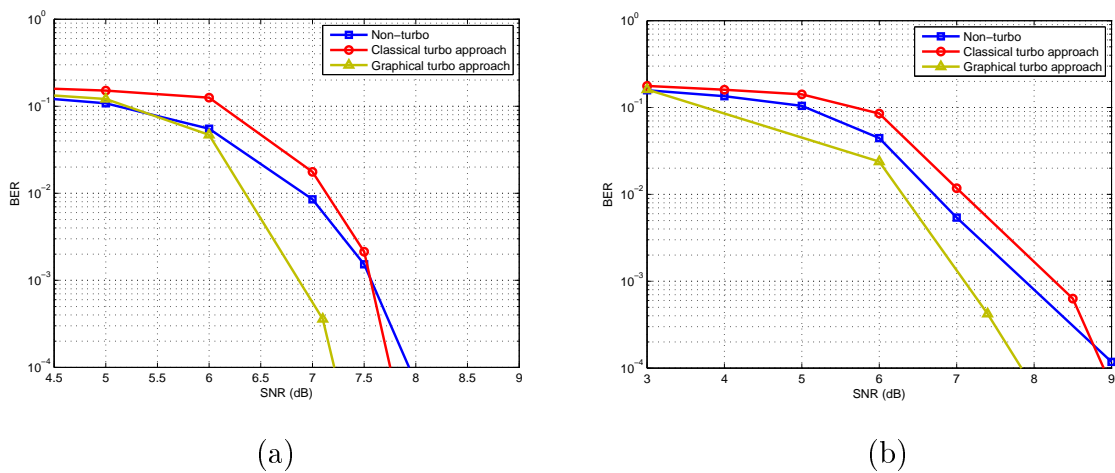 10^0
10^-1
10^-2
10^-3
10^-4
BER
4.5 5 5.5 6 6.5 7 7.5 8 8.5 9
SNR (dB)
Non-turbo
Classical turbo approach
Graphical turbo approach
(a)
10^0
10^-1
10^-2
10^-3
10^-4
BER
3 4 5 6 7 8 9
SNR (dB)
Non-turbo
Classical turbo approach
Graphical turbo approach
(b)